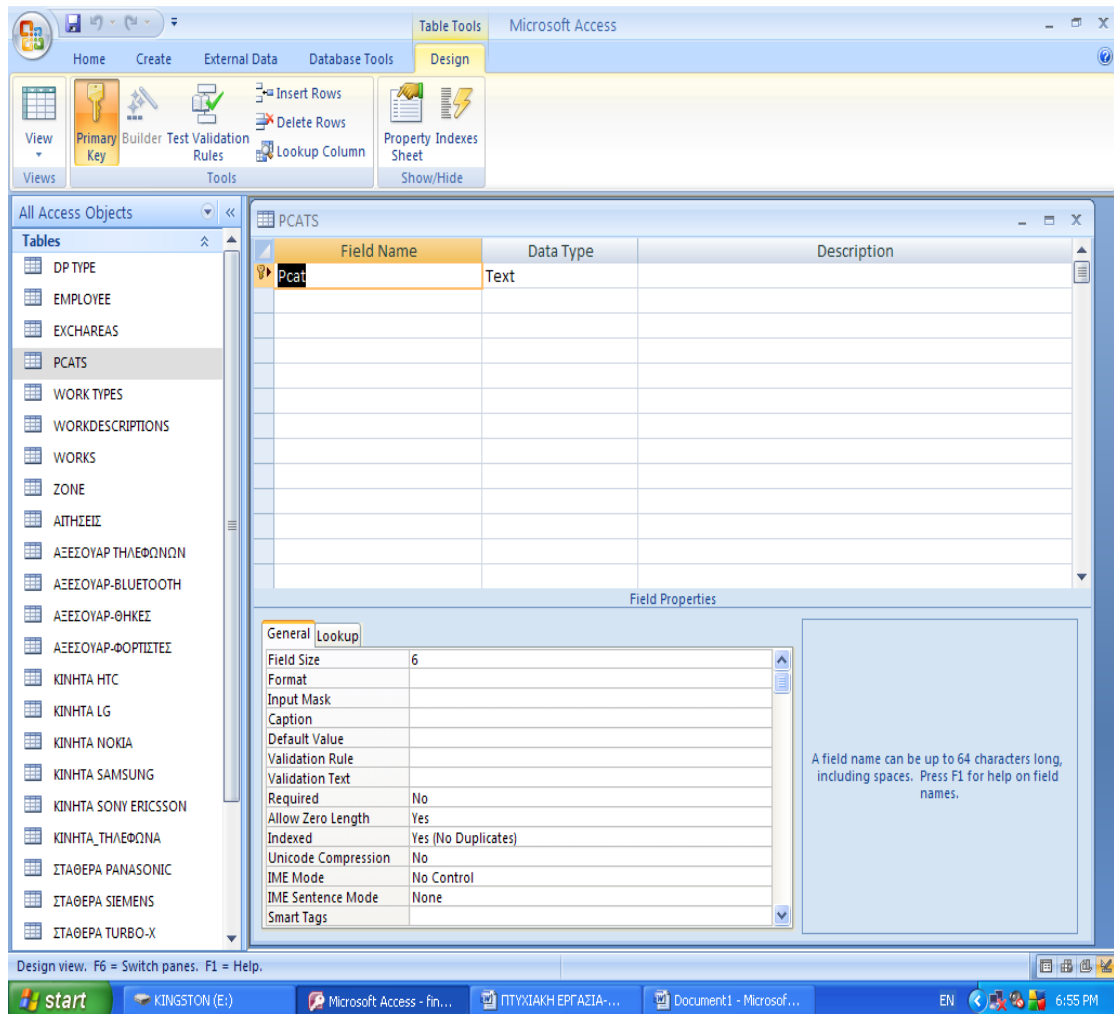 Table Tools Microsoft Access
Home Create External Data Database Tools Design
View
Primary Key
Builder
Test Validation Rules
Insert Rows
Delete Rows
Lookup Column
Property Sheet
Indexes
Views Tools Show/Hide
All Access Objects
Tables
DP TYPE
EMPLOYEE
EXCHAREAS
PCATS
WORK TYPES
WORKDESCRIPTIONS
WORKS
ZONE
ΑΙΤΗΣΕΙΣ
ΑΞΕΣΟΥΑΡ ΤΗΛΕΦΩΝΩΝ
ΑΞΕΣΟΥΑΡ-BLUETOOTH
ΑΞΕΣΟΥΑΡ-ΘΗΚΕΣ
ΑΞΕΣΟΥΑΡ-ΦΟΡΤΙΣΤΕΣ
ΚΙΝΗΤΑ HTC
ΚΙΝΗΤΑ LG
ΚΙΝΗΤΑ NOKIA
ΚΙΝΗΤΑ SAMSUNG
ΚΙΝΗΤΑ SONY ERICSSON
ΚΙΝΗΤΑ_ΤΗΛΕΦΩΝΑ
ΣΤΑΘΕΡΑ PANASONIC
ΣΤΑΘΕΡΑ SIEMENS
ΣΤΑΘΕΡΑ TURBO-X
PCATS
Field Name Data Type Description
Pcat Text
Field Properties
General Lookup
Field Size 6
Format
Input Mask
Caption
Default Value
Validation Rule
Validation Text
Required No
Allow Zero Length Yes
Indexed Yes (No Duplicates)
Unicode Compression No
IME Mode No Control
IME Sentence Mode None
Smart Tags
A field name can be up to 64 characters long,
including spaces. Press F1 for help on field
names.
Design view. F6 = Switch panes. F1 = Help.
start KINGSTON (E:) Microsoft Access - fin... ΠΤΥΧΙΑΚΗ ΕΡΓΑΣΙΑ-... Document1 - Microsof... EN 6:55 PM